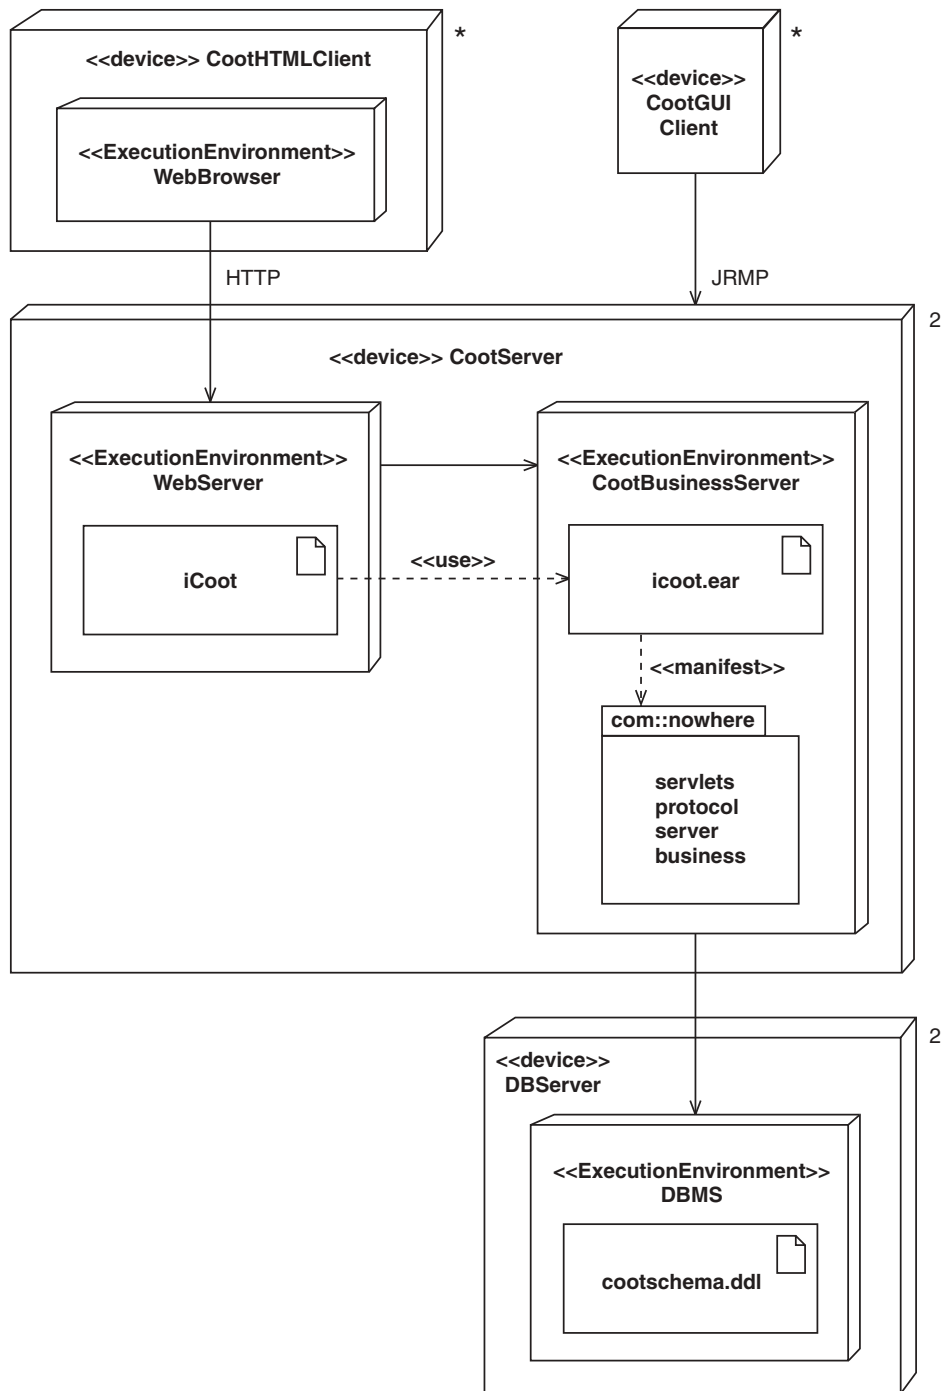 *
<<device>> CootHTMLClient
<<ExecutionEnvironment>>
WebBrowser
*
<<device>>
CootGUI
Client
HTTP
JRMP
2
<<device>> CootServer
<<ExecutionEnvironment>>
WebServer
iCoot
<<use>>
<<ExecutionEnvironment>>
CootBusinessServer
icoot.ear
<<manifest>>
com::nowhere
servlets
protocol
server
business
2
<<device>>
DBServer
<<ExecutionEnvironment>>
DBMS
cootschema.ddl